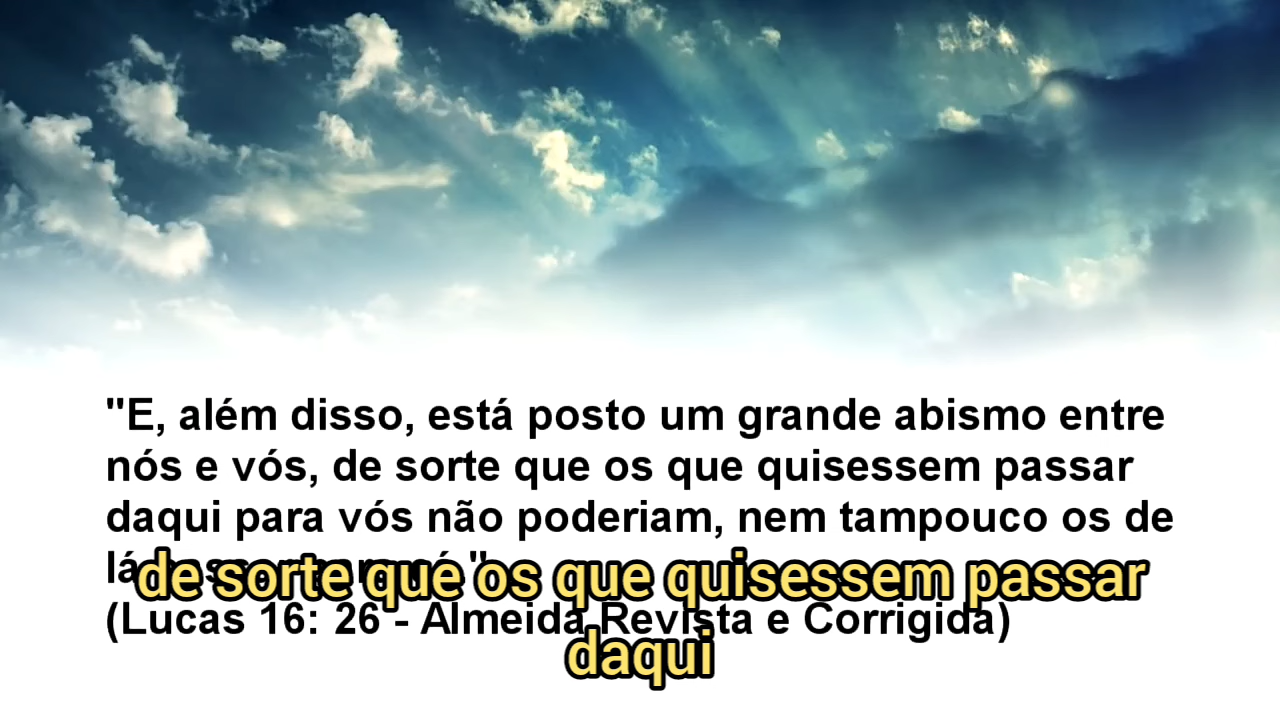 "E, além disso, está posto um grande abismo entre
nós e vós, de sorte que os que quisessem passar
daqui para vós não poderiam, nem tampouco os de
lá
(Lucas 16: 26 - Almeida Revista e Corrigida)
de sorte que os que quisessem passar
daqui